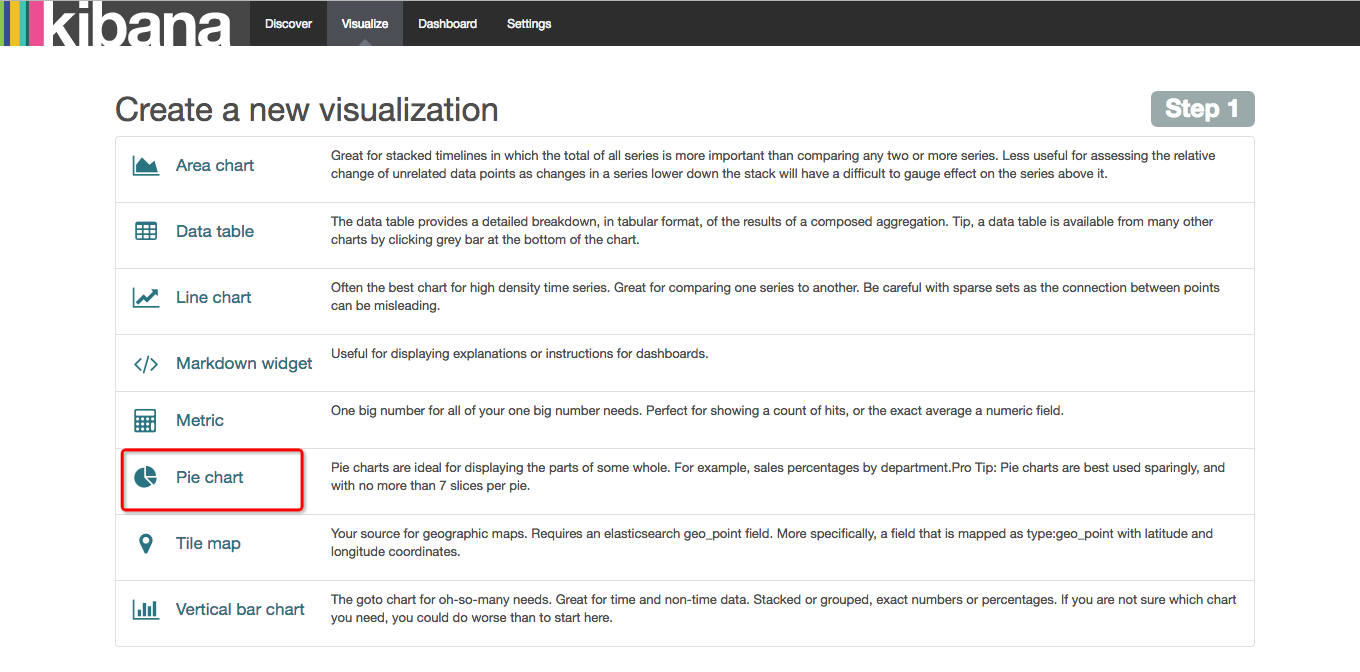 kibana
Discover
Visualize
Dashboard
Settings
Create a new visualization
Step 1
Area chart
Great for stacked timelines in which the total of all series is more important than comparing any two or more series. Less useful for assessing the relative
change of unrelated data points as changes in a series lower down the stack will have a difficult to gauge effect on the series above it.
Data table
The data table provides a detailed breakdown, in tabular format, of the results of a composed aggregation. Tip, a data table is available from many other
charts by clicking grey bar at the bottom of the chart.
Line chart
Often the best chart for high density time series. Great for comparing one series to another. Be careful with sparse sets as the connection between points
can be misleading.
Markdown widget
Useful for displaying explanations or instructions for dashboards.
Metric
One big number for all of your one big number needs. Perfect for showing a count of hits, or the exact average a numeric field.
Pie chart
Pie charts are ideal for displaying the parts of some whole. For example, sales percentages by department.Pro Tip: Pie charts are best used sparingly, and
with no more than 7 slices per pie.
Tile map
Your source for geographic maps. Requires an elasticsearch geo_point field. More specifically, a field that is mapped as type:geo_point with latitude and
longitude coordinates.
Vertical bar chart
The goto chart for oh-so-many needs. Great for time and non-time data. Stacked or grouped, exact numbers or percentages. If you are not sure which chart
you need, you could do worse than to start here.